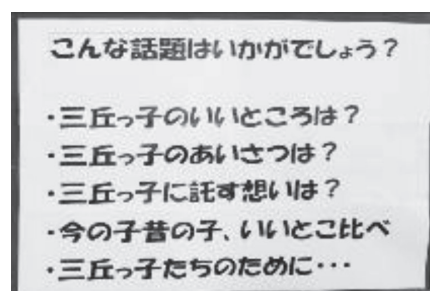 こんな話題はいかがでしょう?
・三丘っ子のいいところは?
・三丘っ子のあいさつは?
・三丘っ子に託す想いは?
・今の子昔の子、いいとこ比べ
・三丘っ子たちのために・・・